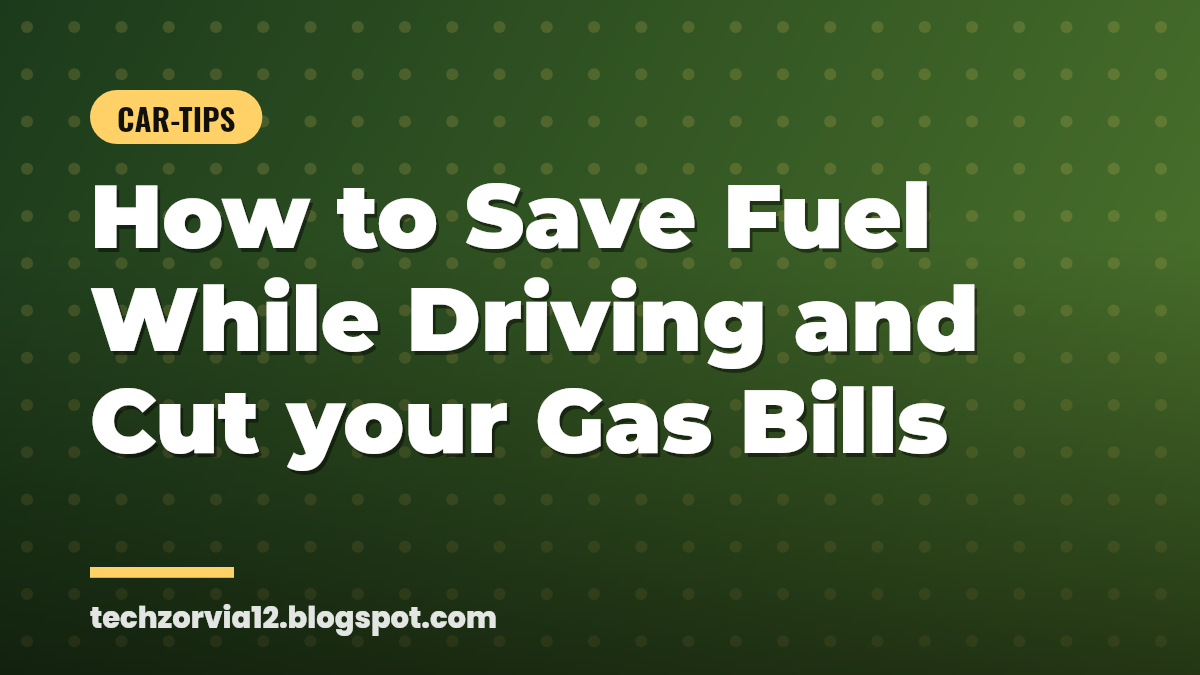 CAR-TIPS
How to Save Fuel
While Driving and
Cut your Gas Bills
techzorvia12.blogspot.com